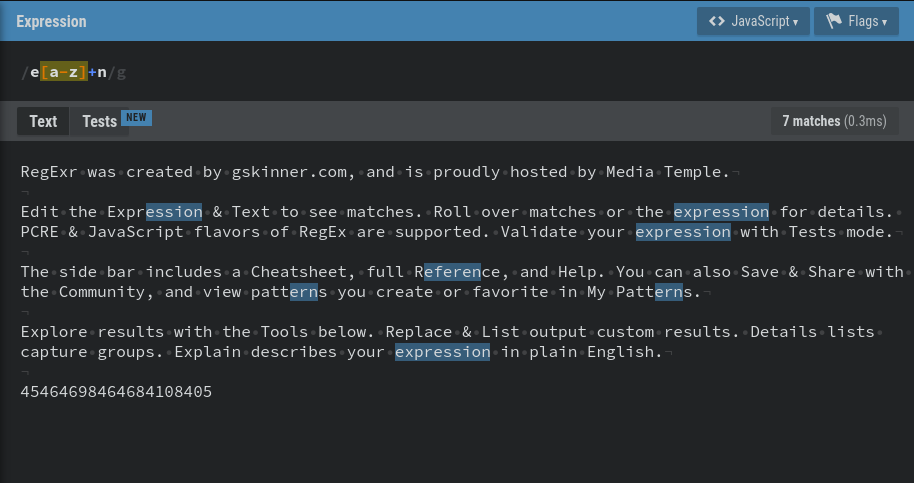 Expression
<> JavaScript ▾
Flags ▾
/e[a-z]+n/g
Text
Tests NEW
7 matches (0.3ms)
RegExr was created by gskinner.com, and is proudly hosted by Media Temple.
Edit the Expression & Text to see matches. Roll over matches or the expression for details.
PCRE & JavaScript flavors of RegEx are supported. Validate your expression with Tests mode.
The side bar includes a Cheatsheet, full Reference, and Help. You can also Save & Share with
the Community, and view patterns you create or favorite in My Patterns.
Explore results with the Tools below. Replace & List output custom results. Details lists
capture groups. Explain describes your expression in plain English.
45464698464684108405